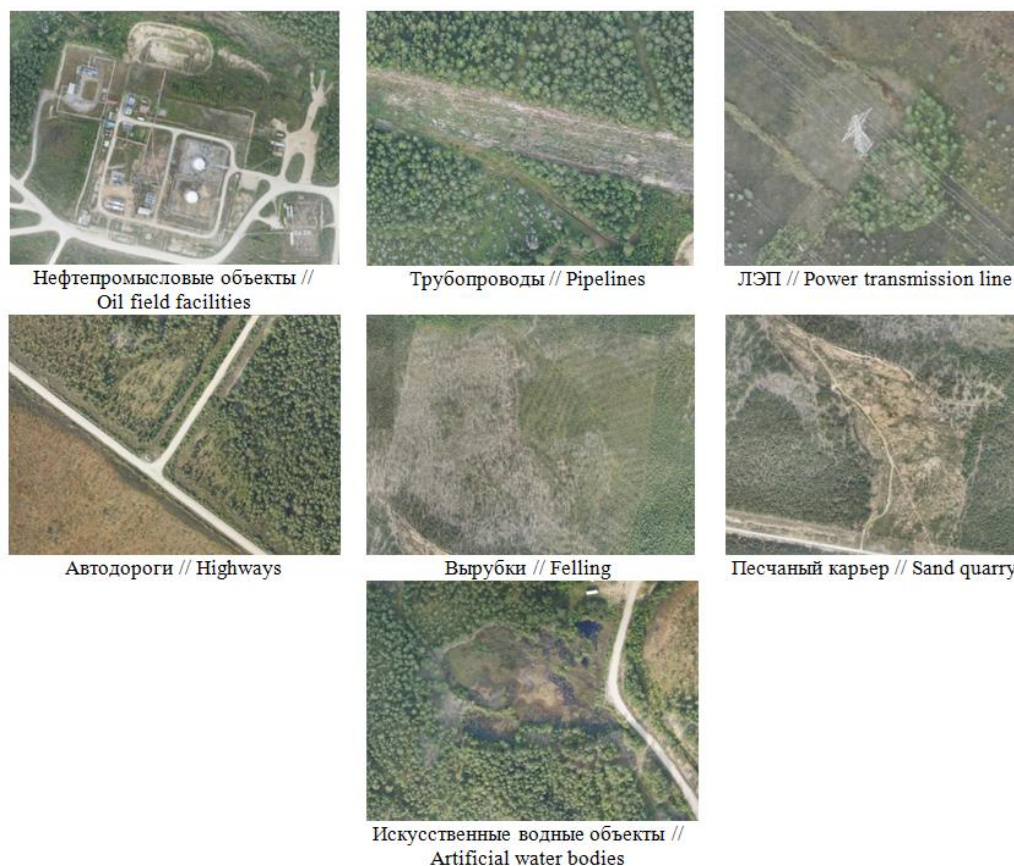 Нефтепромысловые объекты //
Oil field facilities
Трубопроводы // Pipelines
ЛЭП // Power transmission line
Автодороги // Highways
Вырубки // Felling
Песчаный карьер // Sand quarry
Искусственные водные объекты //
Artificial water bodies